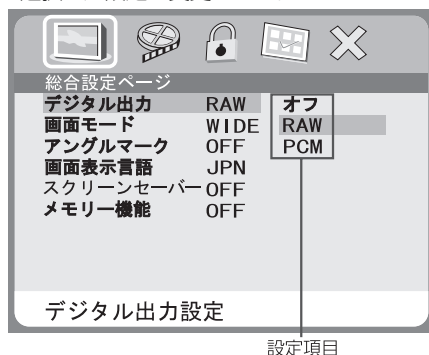 総合設定ページ
デジタル出力 RAW オフ
画面モード WIDE RAW
アングルマーク OFF PCM
画面表示言語 JPN
スクリーンセーバー OFF
メモリー機能 OFF
デジタル出力設定
設定項目